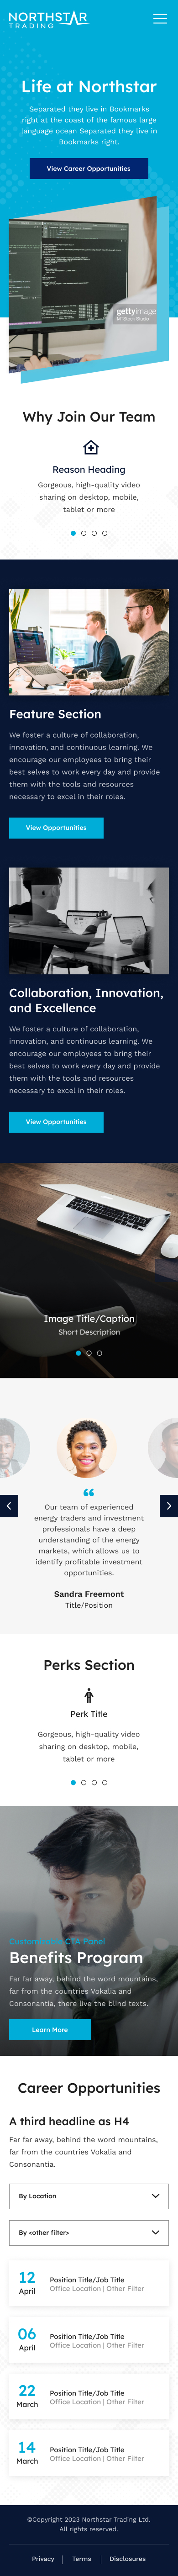 NORTHSTAR
TRADING
Life at Northstar
Separated they live in Bookmarks
right at the coast of the famous large
language ocean Separated they live in
Bookmarks right.
View Career Opportunities
gettyimage
Why Join Our Team
Reason Heading
Gorgeous, high-quality video
sharing on desktop, mobile,
tablet or more
Feature Section
We foster a culture of collaboration,
innovation, and continuous learning. We
encourage our employees to bring their
best selves to work every day and provide
them with the tools and resources
necessary to excel in their roles.
View Opportunities
Collaboration, Innovation,
and Excellence
We foster a culture of collaboration,
innovation, and continuous learning. We
encourage our employees to bring their
best selves to work every day and provide
them with the tools and resources
necessary to excel in their roles.
View Opportunities
Image Title/Caption
Short Description
Our team of experienced
energy traders and investment
professionals have a deep
understanding of the energy
markets, which allows us to
identify profitable investment
opportunities.
Sandra Freemont
Title/Position
Perks Section
Perk Title
Gorgeous, high-quality video
sharing on desktop, mobile,
tablet or more
Customizable CTA Panel
Benefits Program
Far far away, behind the word mountains,
far from the countries Vokalia and
Consonantia, there live the blind texts.
Learn More
Career Opportunities
A third headline as H4
Far far away, behind the word mountains,
far from the countries Vokalia and
Consonantia.
By Location
By <other filter>
12
April
Position Title/Job Title
Office Location | Other Filter
06
April
Position Title/Job Title
Office Location | Other Filter
22
March
Position Title/Job Title
Office Location | Other Filter
14
March
Position Title/Job Title
Office Location | Other Filter
©Copyright 2023 Northstar Trading Ltd.
All rights reserved.
Privacy | Terms | Disclosures